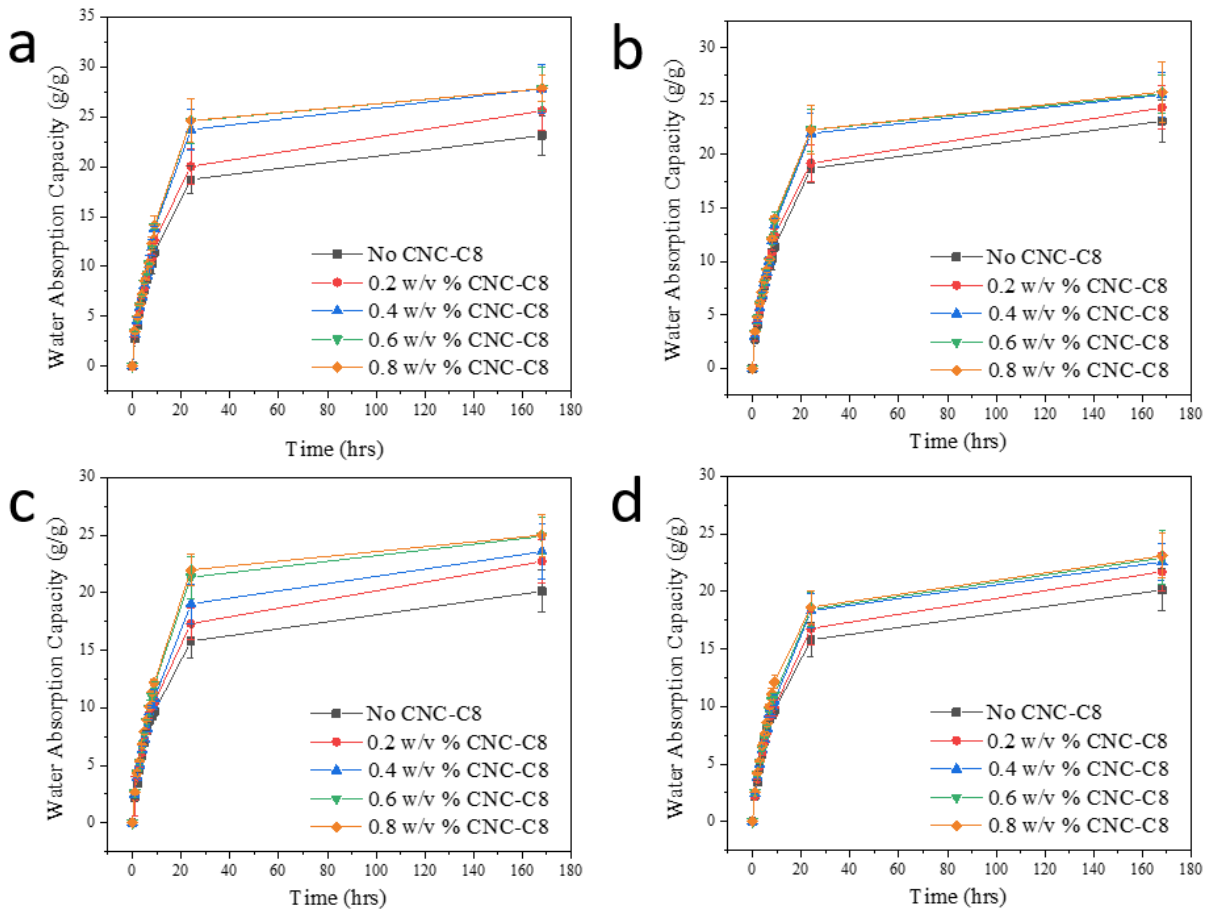 a
35
30
25
20
15
10
5
0
Water Absorption Capacity (g/g)
No CNC-C8
0.2 w/v % CNC-C8
0.4 w/v % CNC-C8
0.6 w/v % CNC-C8
0.8 w/v % CNC-C8
0 20 40 60 80 100 120 140 160 180
Time (hrs)
b
30
25
20
15
10
5
0
Water Absorption Capacity (g/g)
No CNC-C8
0.2 w/v % CNC-C8
0.4 w/v % CNC-C8
0.6 w/v % CNC-C8
0.8 w/v % CNC-C8
0 20 40 60 80 100 120 140 160 180
Time (hrs)
c
30
25
20
15
10
5
0
Water Absorption Capacity (g/g)
No CNC-C8
0.2 w/v % CNC-C8
0.4 w/v % CNC-C8
0.6 w/v % CNC-C8
0.8 w/v % CNC-C8
0 20 40 60 80 100 120 140 160 180
Time (hrs)
d
30
25
20
15
10
5
0
Water Absorption Capacity (g/g)
No CNC-C8
0.2 w/v % CNC-C8
0.4 w/v % CNC-C8
0.6 w/v % CNC-C8
0.8 w/v % CNC-C8
0 20 40 60 80 100 120 140 160 180
Time (hrs)